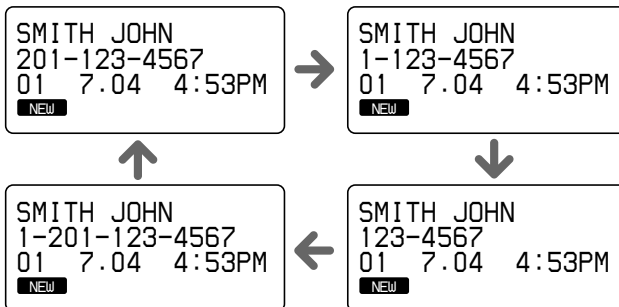 SMITH JOHN
201-123-4567
01 7.04 4:53PM
NEW
SMITH JOHN
1-123-4567
01 7.04 4:53PM
NEW
SMITH JOHN
123-4567
01 7.04 4:53PM
NEW
SMITH JOHN
1-201-123-4567
01 7.04 4:53PM
NEW